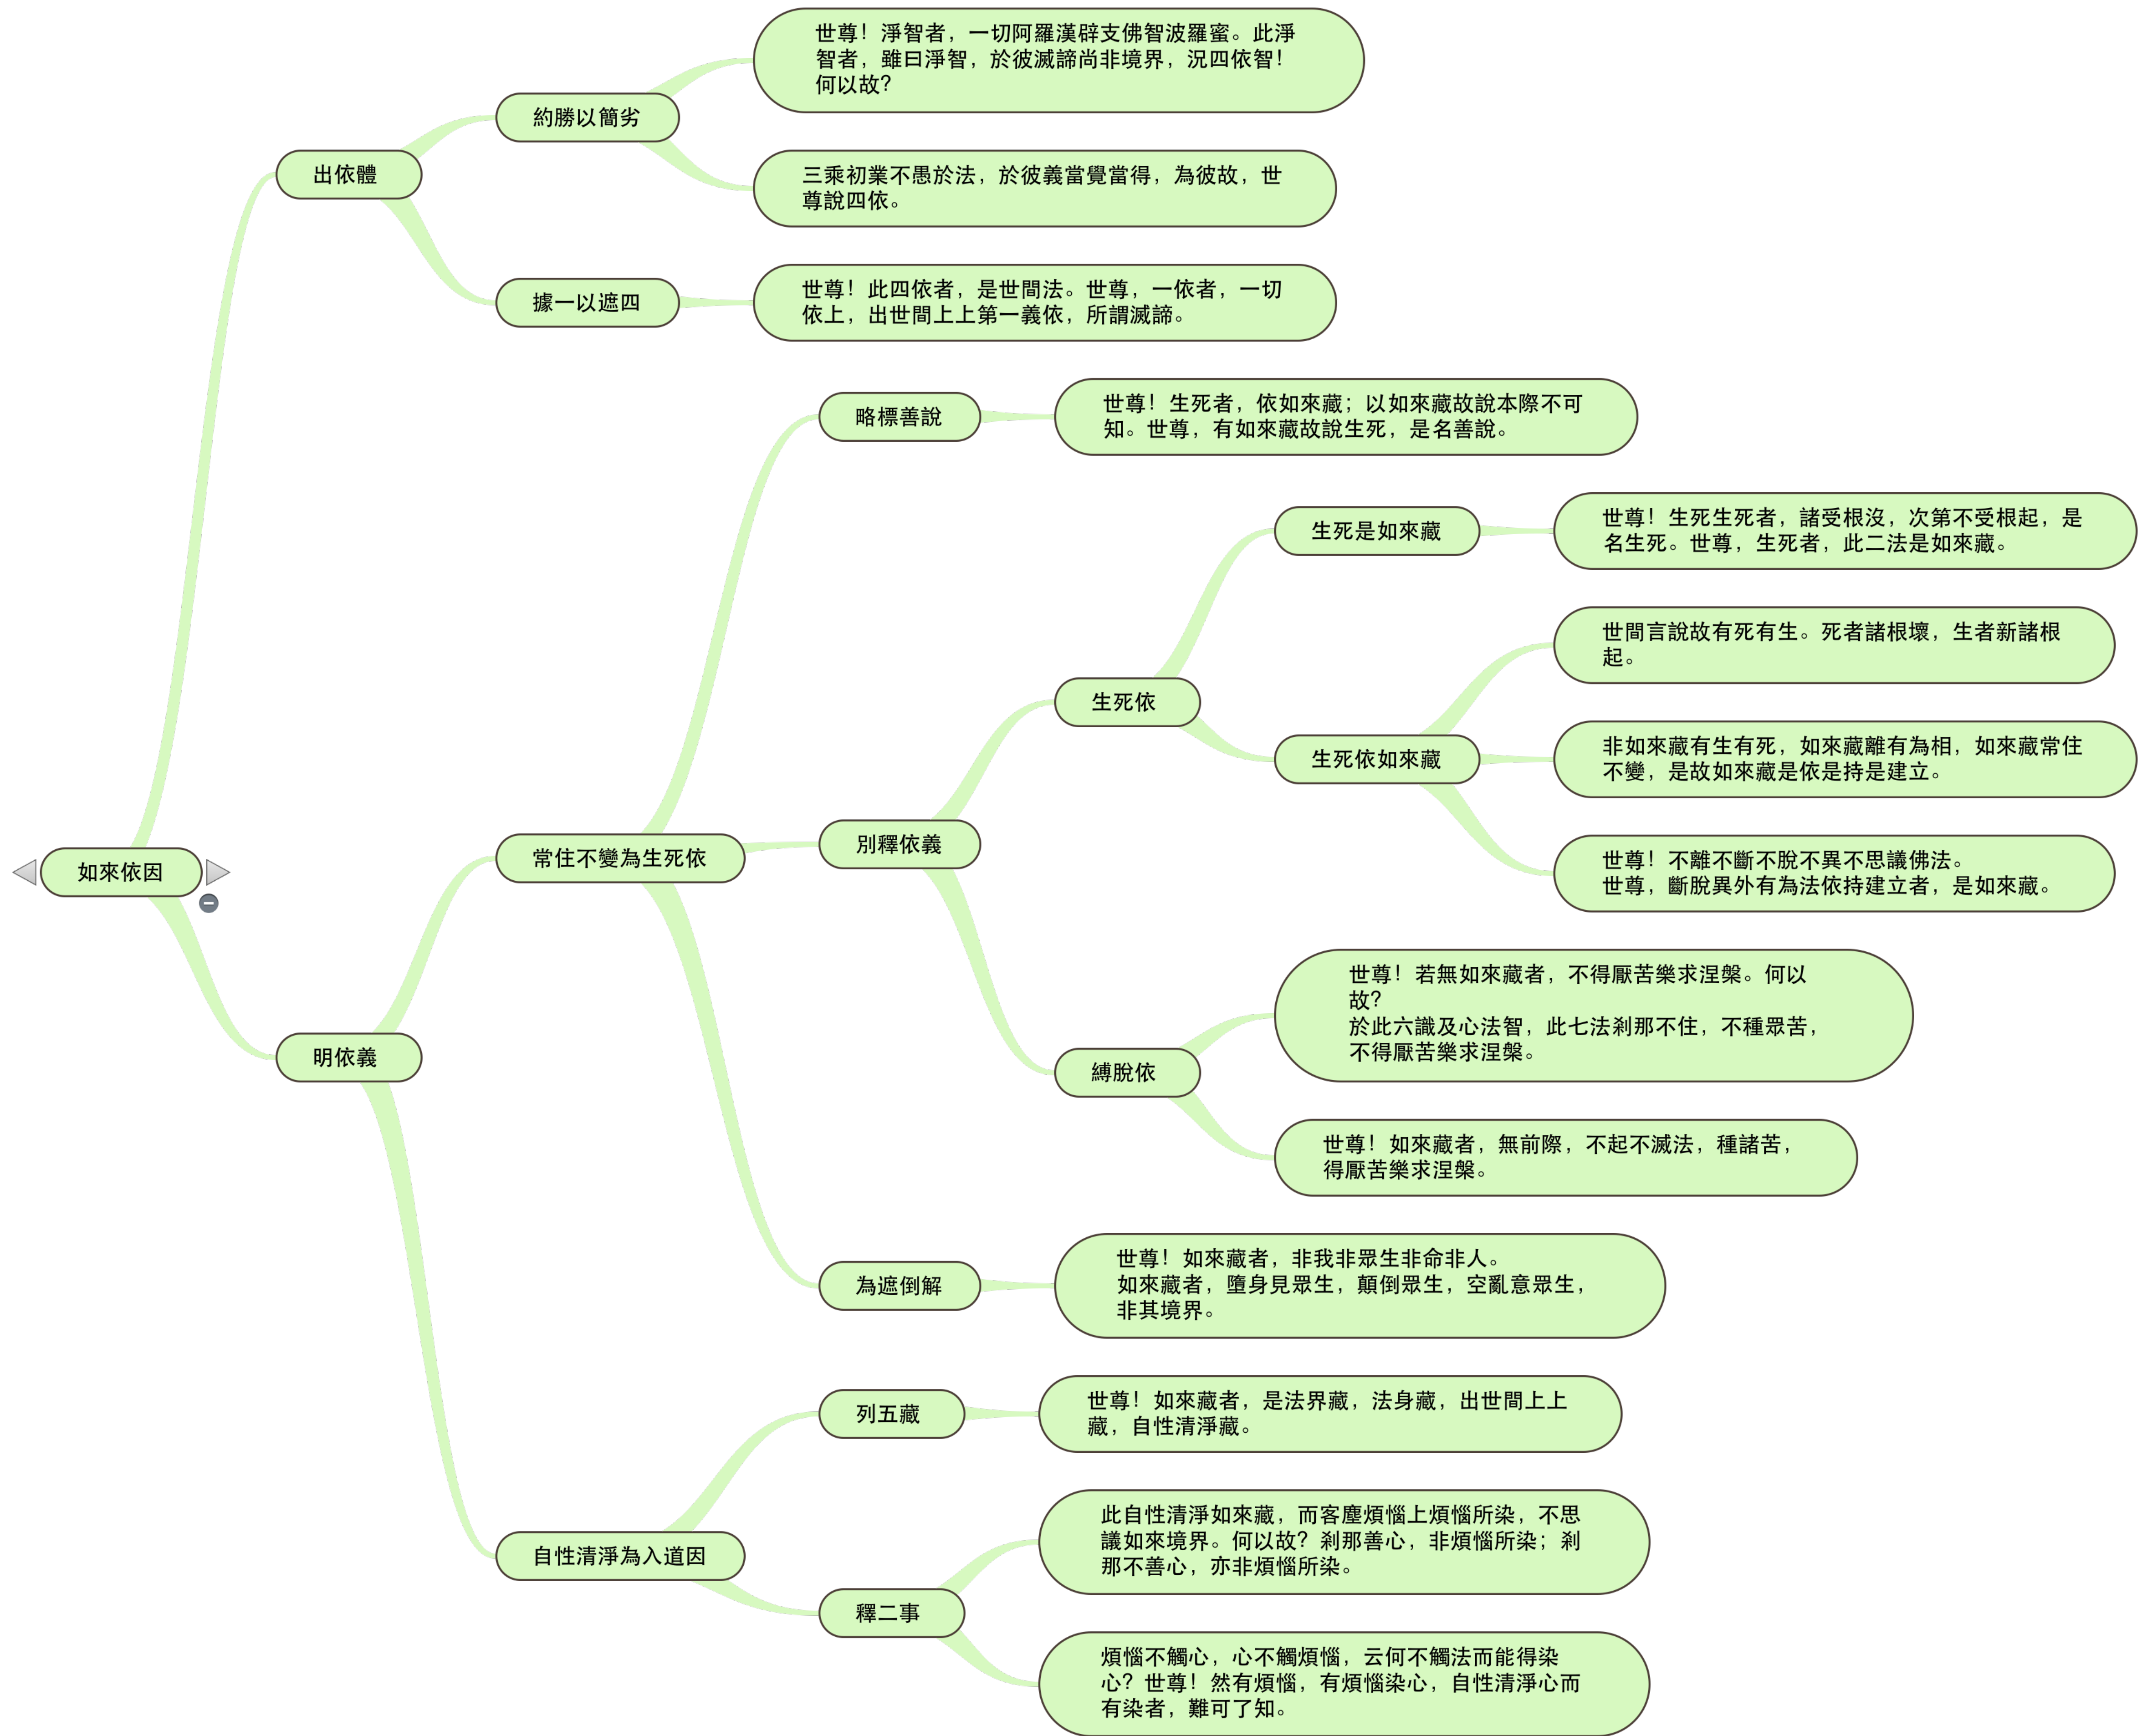 如來依因
出依體
約勝以簡劣
世尊！淨智者，一切阿羅漢辟支佛智波羅蜜。此淨
智者，雖曰淨智，於彼滅諦尚非境界，況四依智！
何以故？
三乘初業不愚於法，於彼義當覺當得，為彼故，世
尊說四依。
據一以遮四
世尊！此四依者，是世間法。世尊，一依者，一切
依上，出世間上上第一義依，所謂滅諦。
明依義
常住不變為生死依
略標善說
世尊！生死者，依如來藏；以如來藏故說本際不可
知。世尊，有如來藏故說生死，是名善說。
別釋依義
生死依
生死是如來藏
世尊！生死生死者，諸受根沒，次第不受根起，是
名生死。世尊，生死者，此二法是如來藏。
生死依如來藏
世間言說故有死有生。死者諸根壞，生者新諸根
起。
非如來藏有生有死，如來藏離有為相，如來藏常住
不變，是故如來藏是依是持是建立。
世尊！不離不斷不脫不異不思議佛法。
世尊，斷脫異外有為法依持建立者，是如來藏。
縛脫依
世尊！若無如來藏者，不得厭苦樂求涅槃。何以
故？
於此六識及心法智，此七法剎那不住，不種眾苦，
不得厭苦樂求涅槃。
世尊！如來藏者，無前際，不起不滅法，種諸苦，
得厭苦樂求涅槃。
為遮倒解
世尊！如來藏者，非我非眾生非命非人。
如來藏者，墮身見眾生，顛倒眾生，空亂意眾生，
非其境界。
自性清淨為入道因
列五藏
世尊！如來藏者，是法界藏，法身藏，出世間上上
藏，自性清淨藏。
釋二事
此自性清淨如來藏，而客塵煩惱上煩惱所染，不思
議如來境界。何以故？剎那善心，非煩惱所染；剎
那不善心，亦非煩惱所染。
煩惱不觸心，心不觸煩惱，云何不觸法而能得染
心？世尊！然有煩惱，有煩惱染心，自性清淨心而
有染者，難可了知。